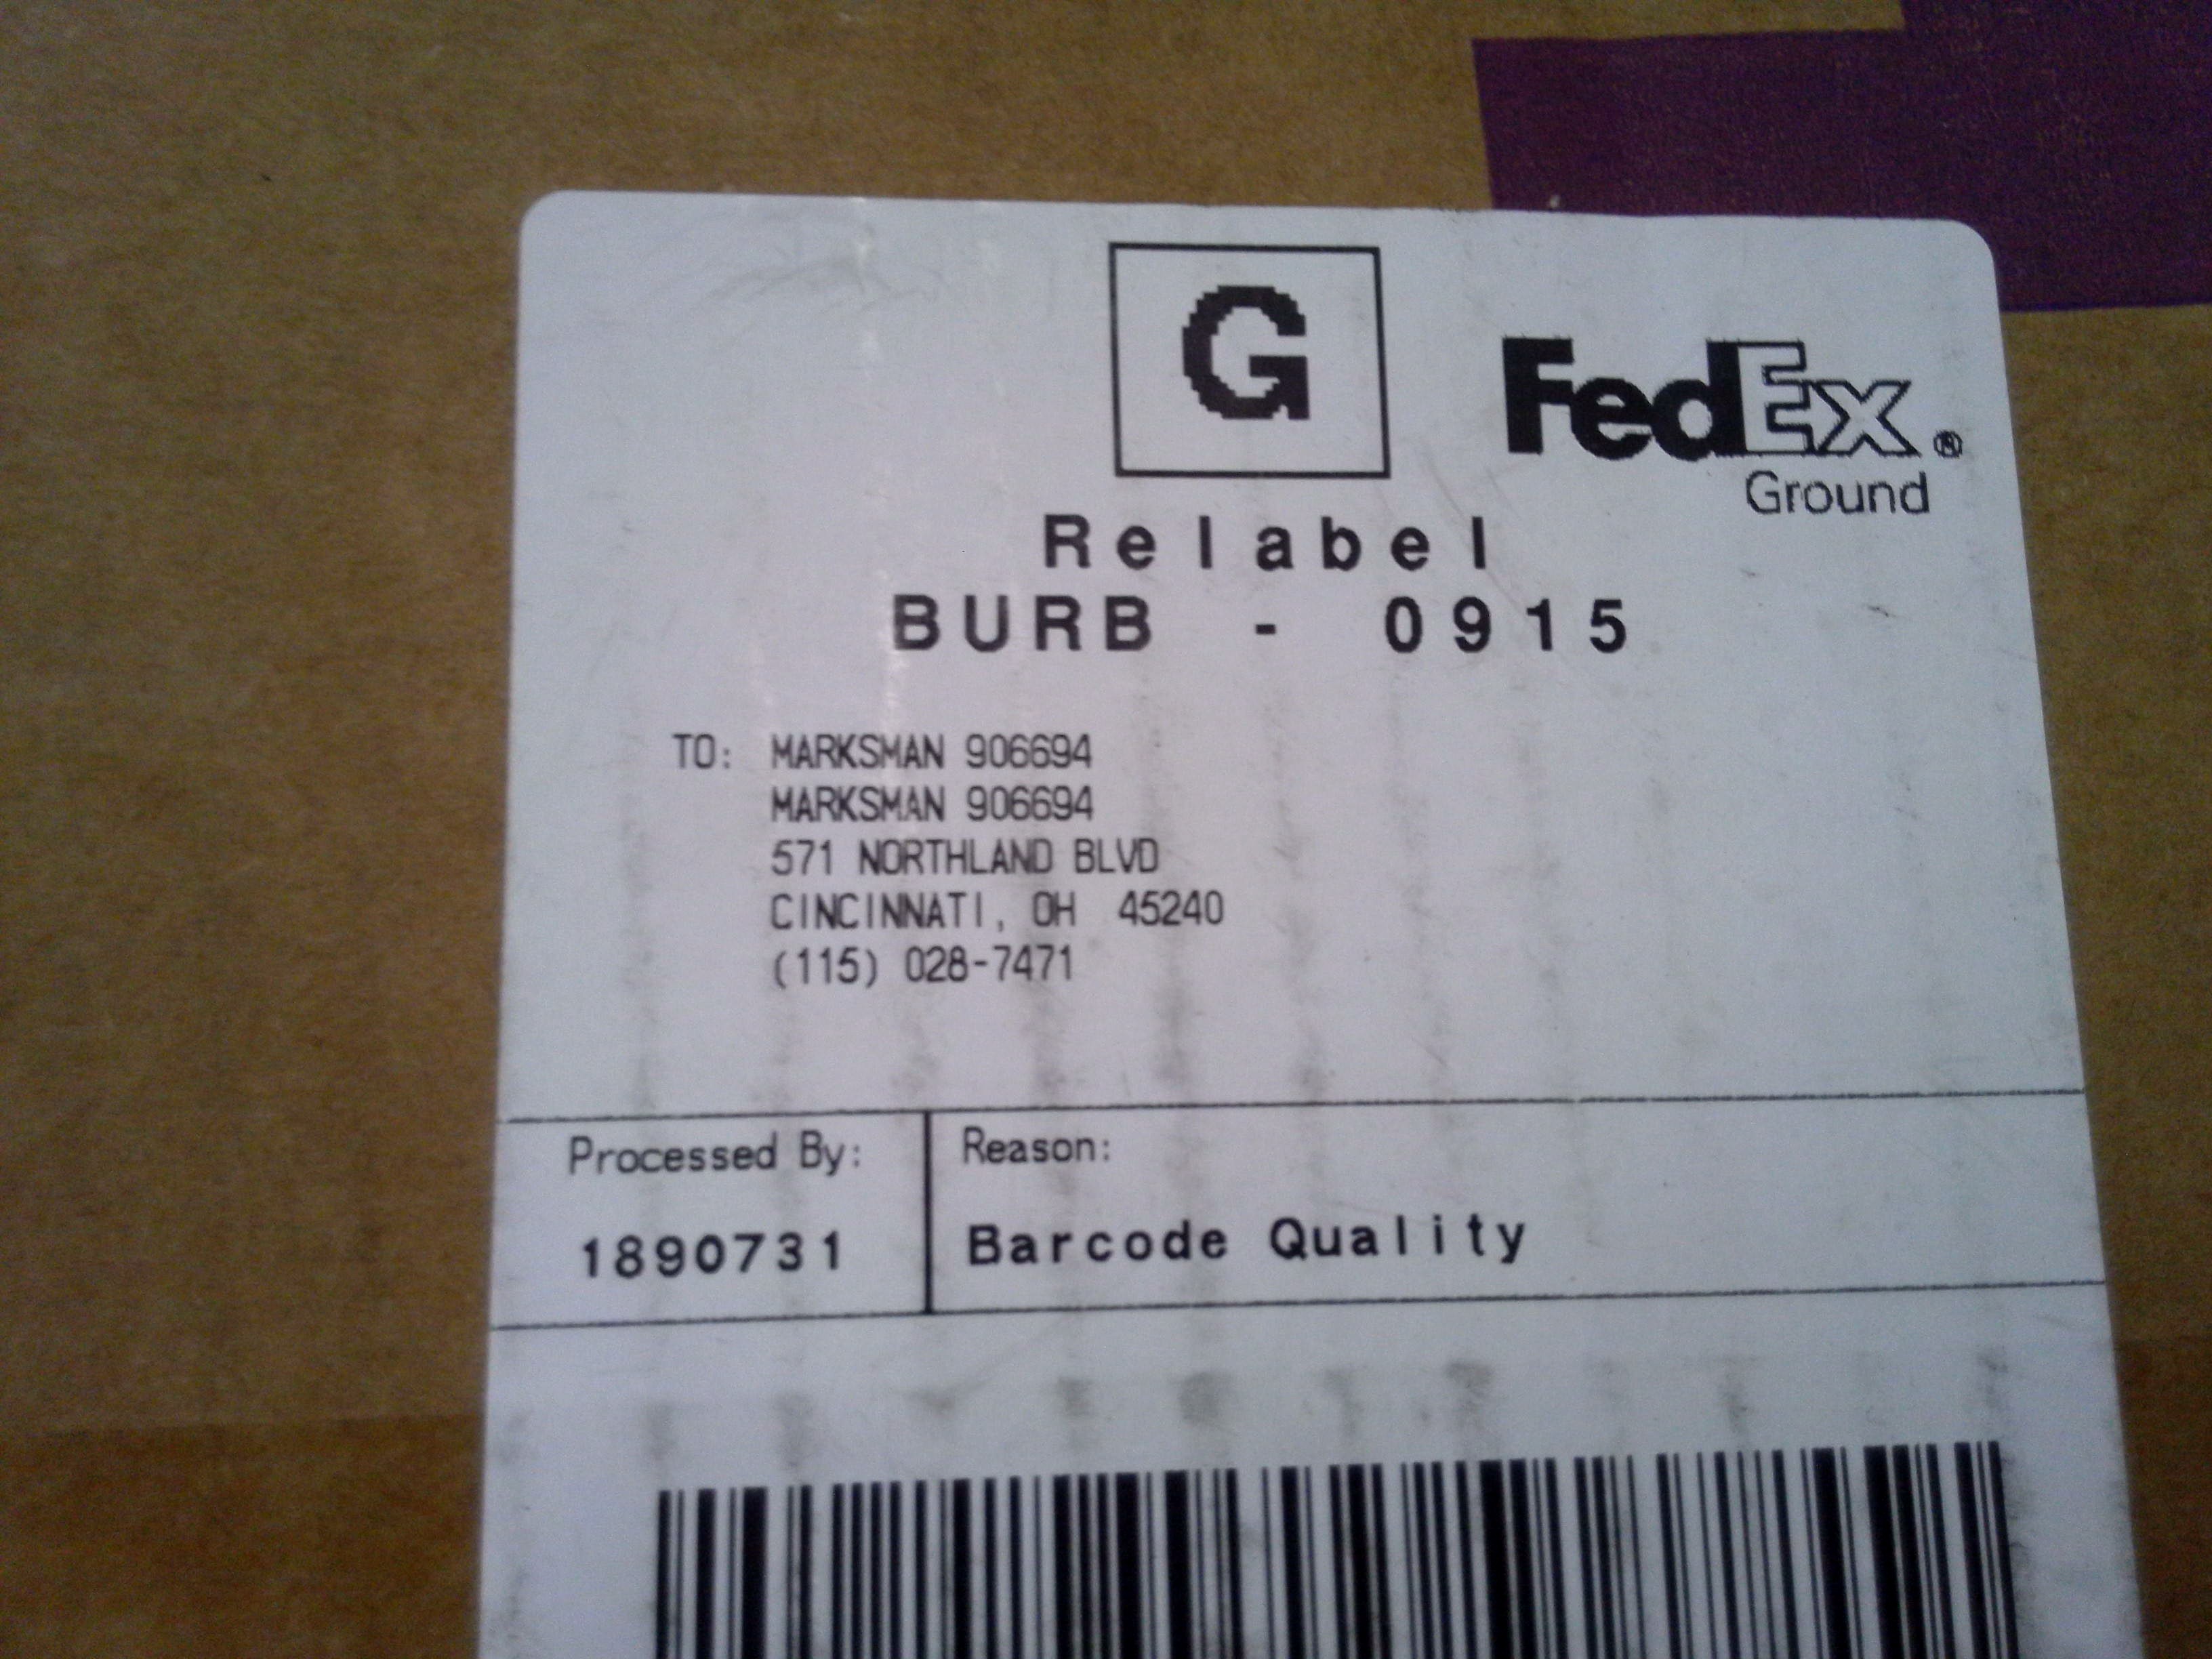 G
FedEx®
Ground
Relabel
BURB - 0915
TO: MARKSMAN 906694
MARKSMAN 906694
571 NORTHLAND BLVD
CINCINNATI, OH 45240
(115) 028-7471
Processed By:
1890731
Reason:
Barcode Quality